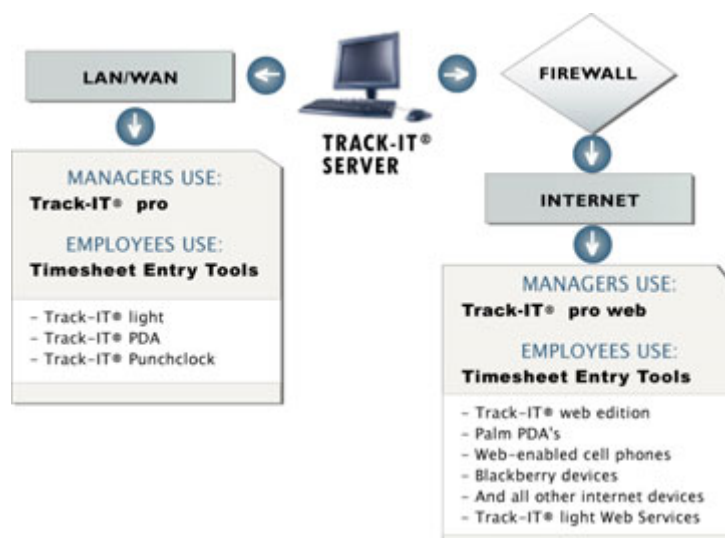 LAN/WAN
TRACK-IT®
SERVER
FIREWALL
MANAGERS USE:
Track-IT® pro
EMPLOYEES USE:
Timesheet Entry Tools
- Track-IT® light
- Track-IT® PDA
- Track-IT® Punchclock
INTERNET
MANAGERS USE:
Track-IT® pro web
EMPLOYEES USE:
Timesheet Entry Tools
- Track-IT® web edition
- Palm PDA's
- Web-enabled cell phones
- Blackberry devices
- And all other internet devices
- Track-IT® light Web Services